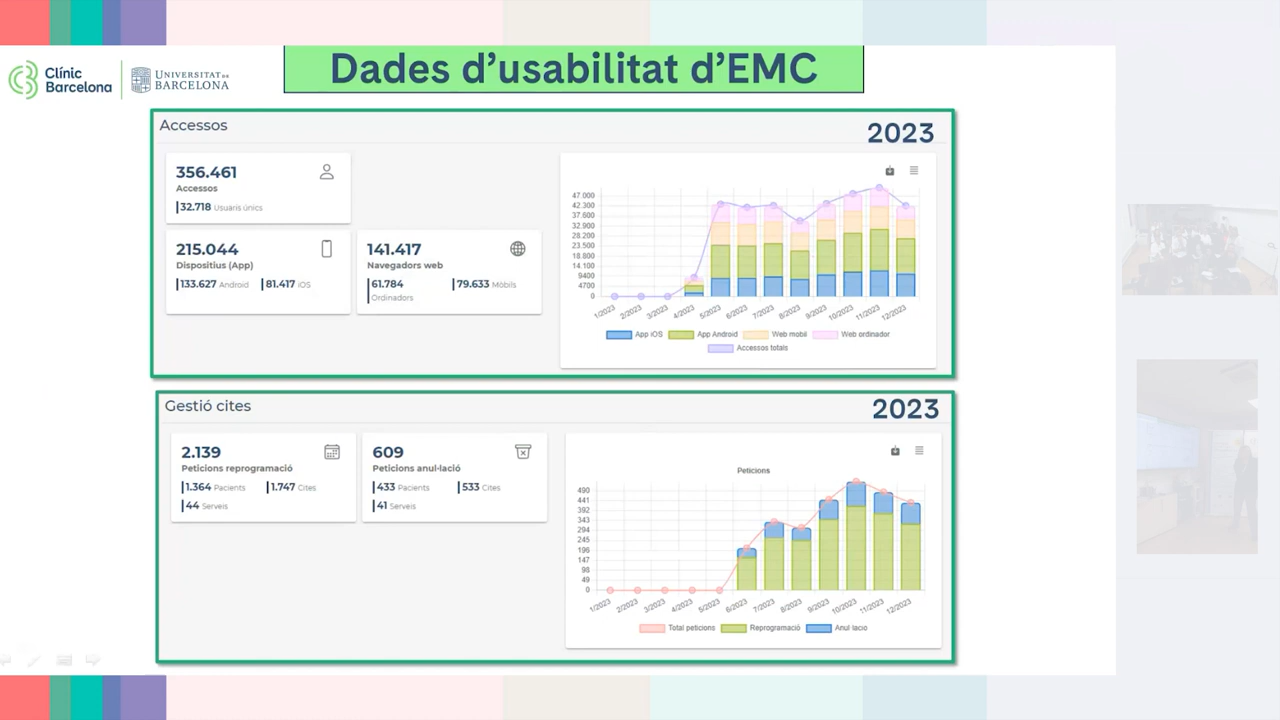 Dades d'usabilitat d'EMC
Clínic
Barcelona
UNIVERSITAT DE
BARCELONA
Accessos
2023
356.461
Accessos
32.718 Usuaris únics
215.044
Dispositius (App)
133.627 Android
81.417 iOS
141.417
Navegadors web
61.784
Ordinadors
79.633 Mòbils
47.000
42.300
37.600
32.900
28.200
23.500
18.800
14.100
9400
4700
0
1/2023
2/2023
3/2023
4/2023
5/2023
6/2023
7/2023
8/2023
9/2023
10/2023
11/2023
12/2023
App iOS
App Android
Web mobil
Web ordinador
Accessos totals
Gestió cites
2023
2.139
Peticions reprogramació
1.364 Pacients
1.747 Cites
44 Serveis
609
Peticions anul·lació
433 Pacients
533 Cites
41 Serveis
Peticions
490
441
392
343
294
245
196
147
98
49
0
1/2023
2/2023
3/2023
4/2023
5/2023
6/2023
7/2023
8/2023
9/2023
10/2023
11/2023
12/2023
Total peticions
Reprogramació
Anul·lació